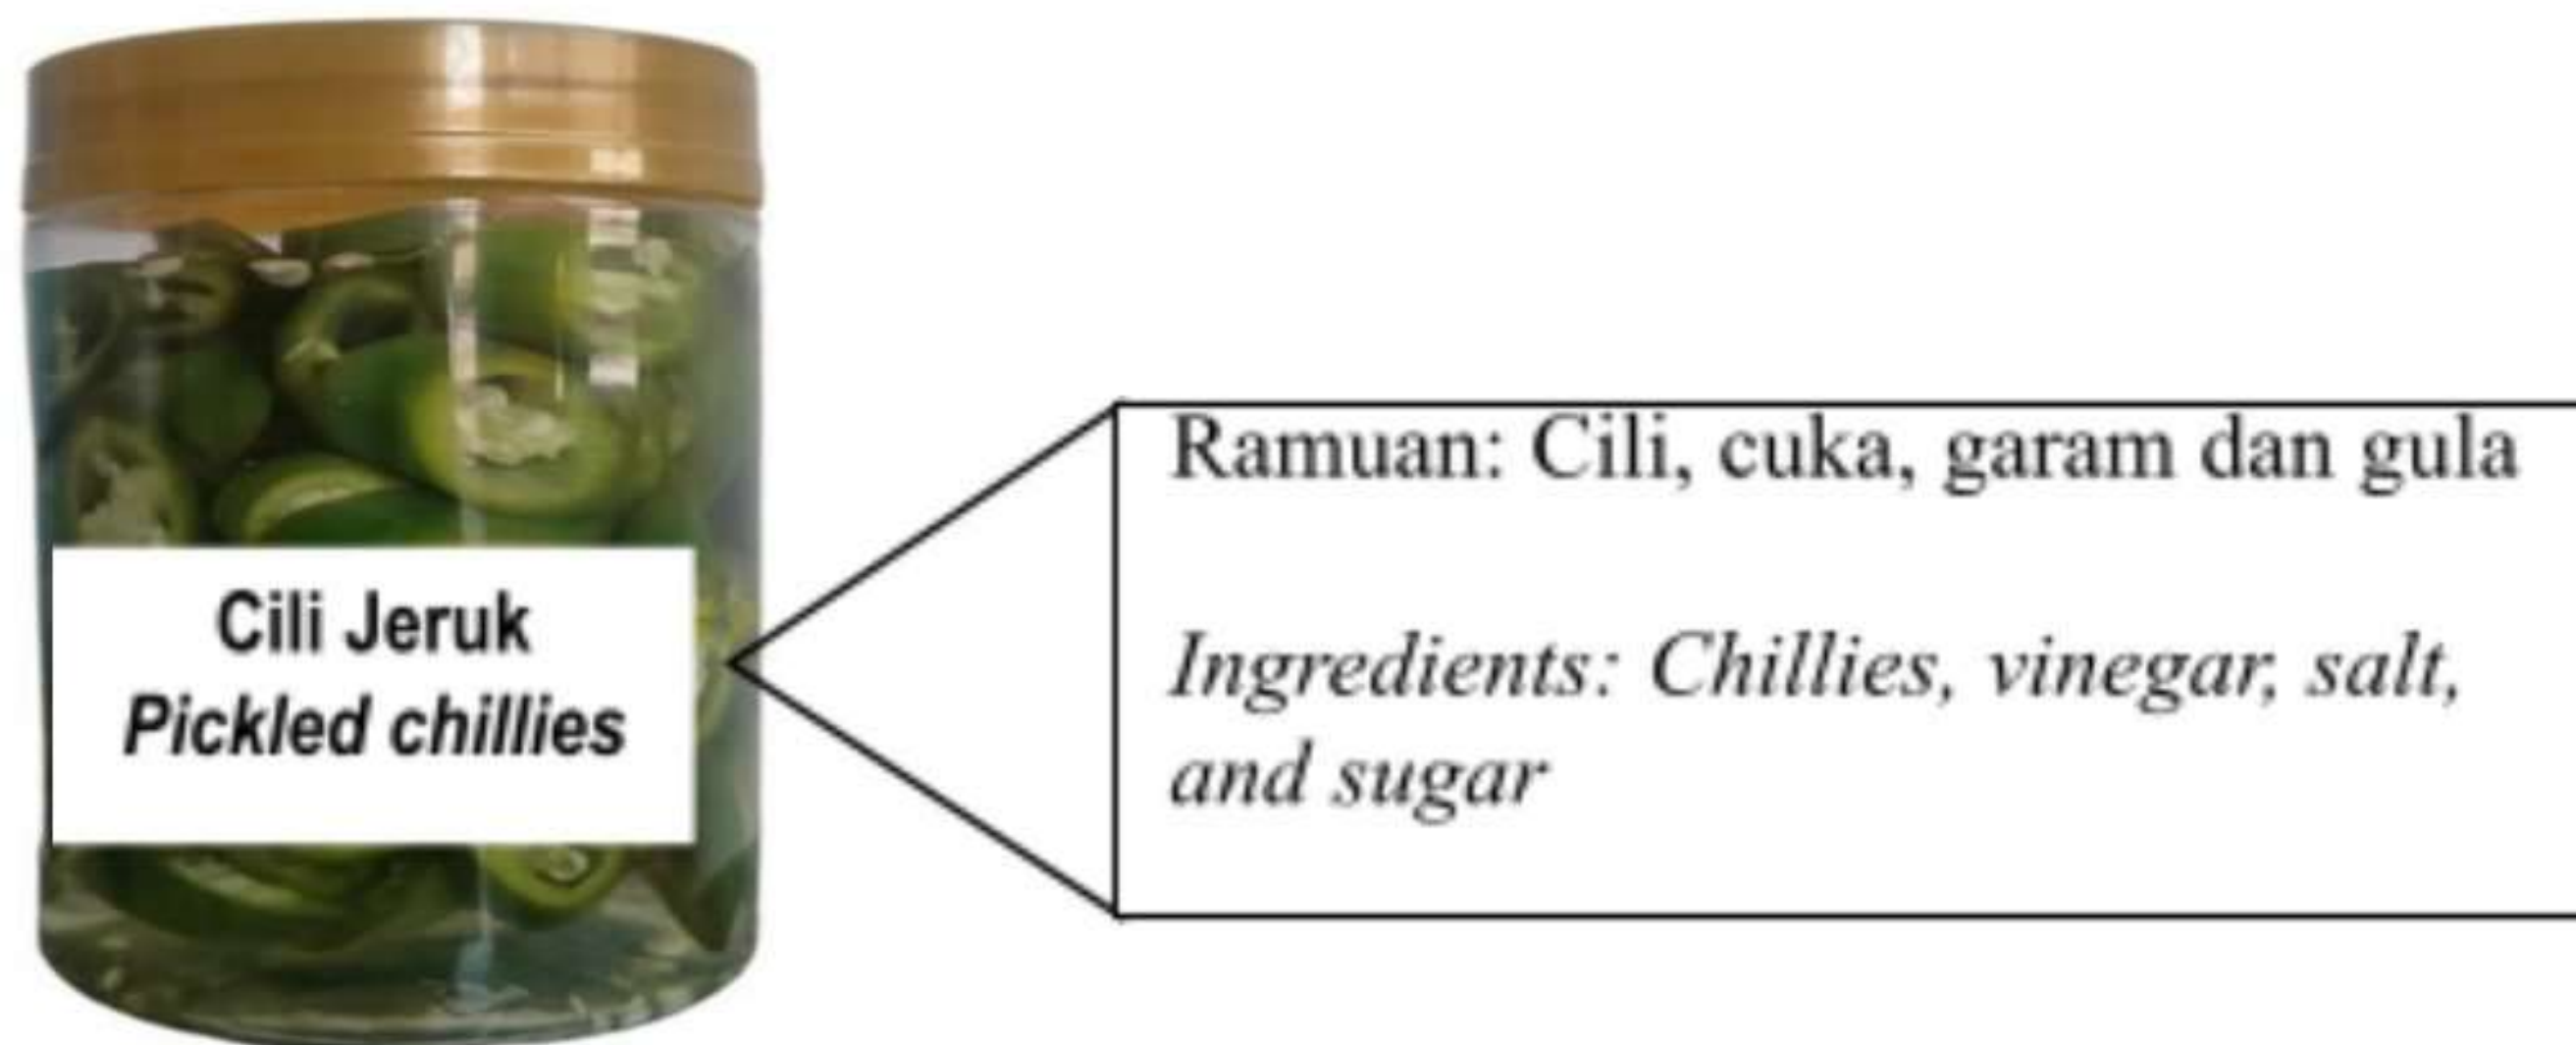 Cili Jeruk
Pickled chillies
Ramuan: Cili, cuka, garam dan gula
Ingredients: Chillies, vinegar, salt,
and sugar